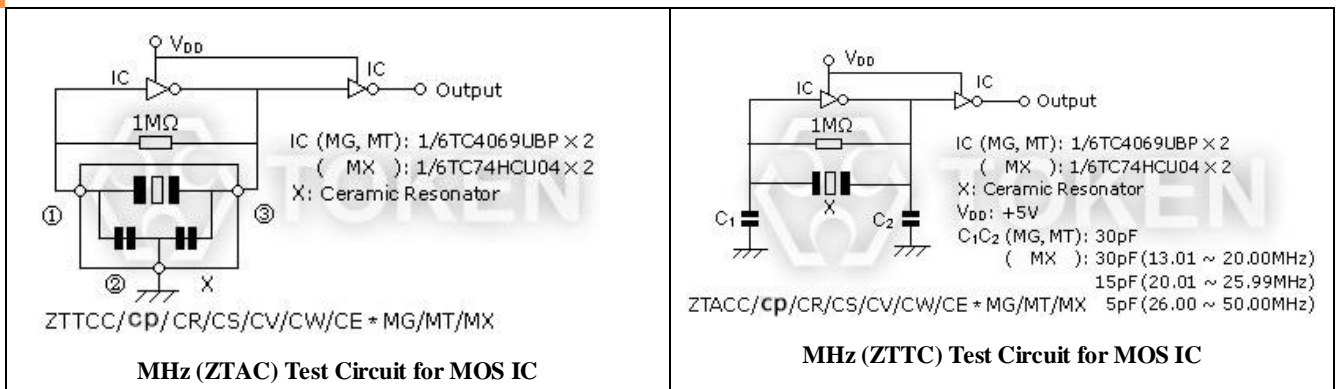 VDD
IC
IC
Output
1MΩ
IC (MG, MT): 1/6TC4069UBP×2
( MX ): 1/6TC74HCU04×2
X: Ceramic Resonator
TOKEN
①
③
②
X
ZTTCC/cp/CR/CS/CV/CW/CE*MG/MT/MX
MHz (ZTAC) Test Circuit for MOS IC
VDD
IC
IC
Output
1MΩ
IC (MG, MT): 1/6TC4069UBP×2
( MX ): 1/6TC74HCU04×2
X: Ceramic Resonator
TOKEN
X
VDD: +5V
C1
C2
C1C2 (MG, MT): 30pF
( MX ): 30pF(13.01 ~ 20.00MHz)
15pF(20.01 ~ 25.99MHz)
ZTACC/cp/CR/CS/CV/CW/CE*MG/MT/MX 5pF(26.00 ~ 50.00MHz)
MHz (ZTTC) Test Circuit for MOS IC